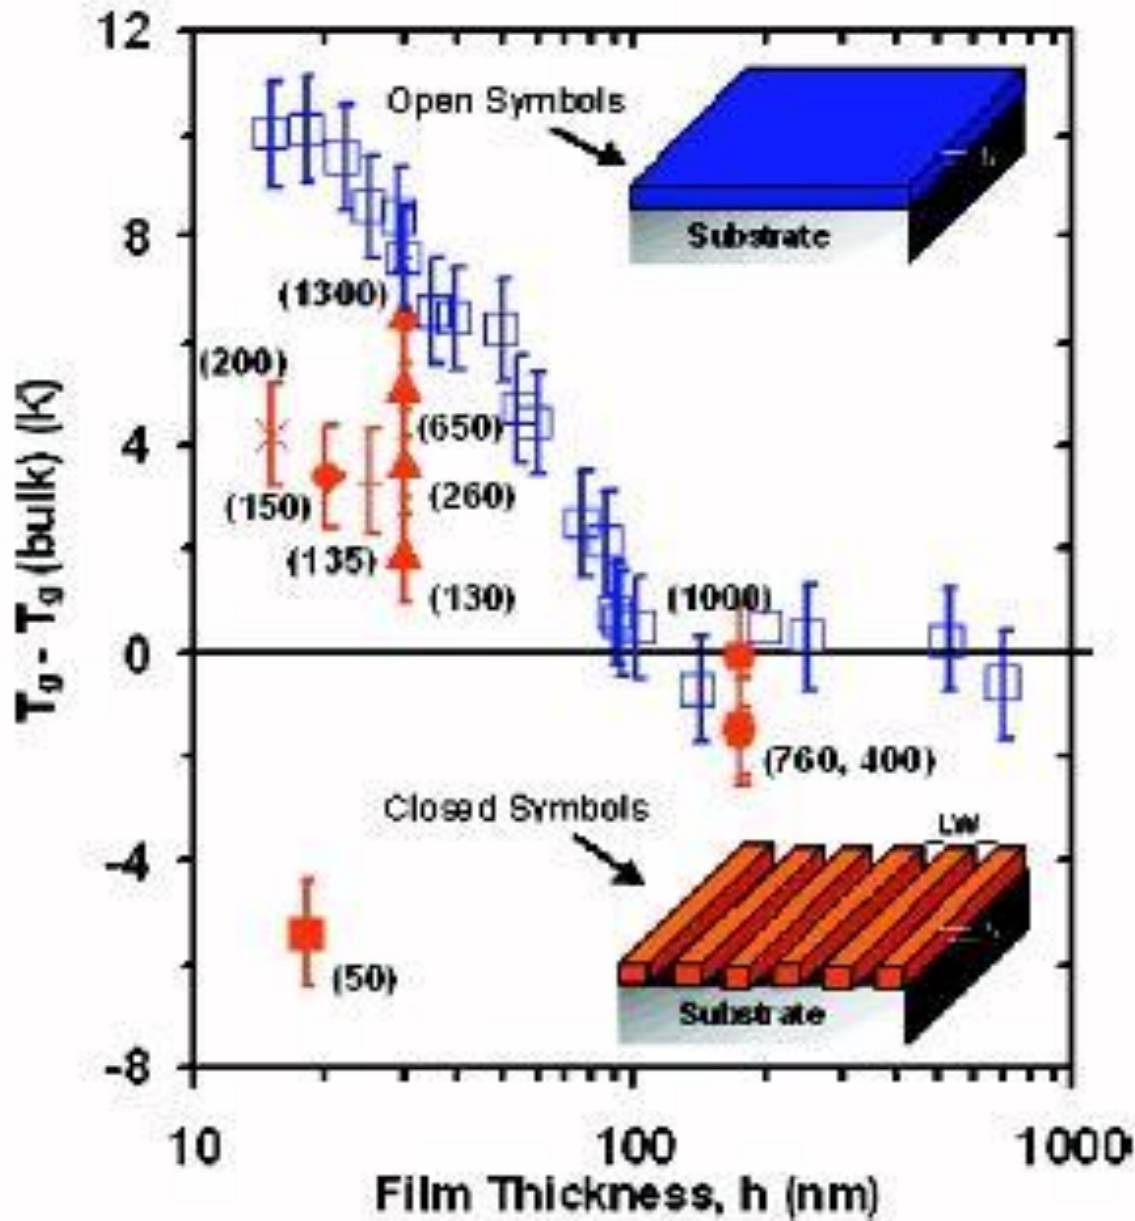 12
8
4
0
-4
-8
Tg - Tg (bulk) (K)
Open Symbols
Substrate
(1300)
(200)
(650)
(150)
(260)
(135)
(130)
(1000)
(760, 400)
Closed Symbols
LW
(50)
Substrate
10
100
1000
Film Thickness, h (nm)